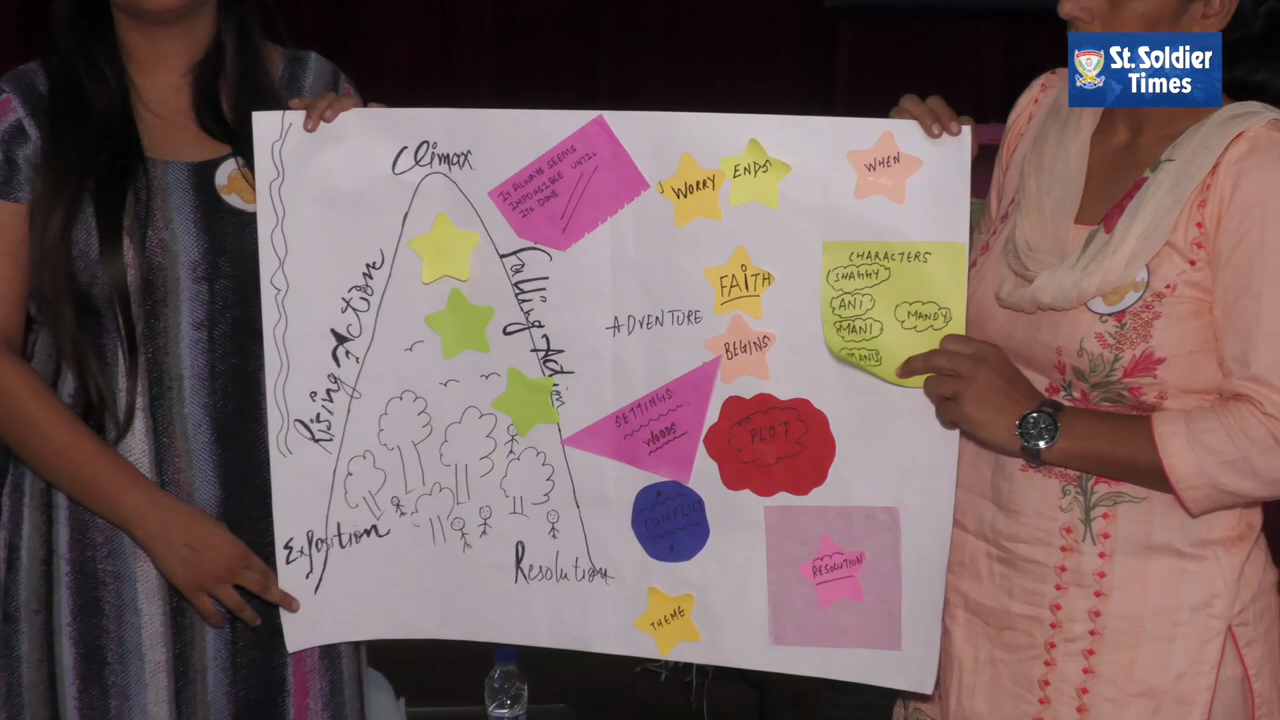 St. Soldier
Times
Climax
Rising Action
Falling Action
Exposition
Resolution
It ALWAYS SEEMS
IMPOSSIBLE UNTIL
ITS DONE.
WORRY
ENDS
WHEN
FAITH
ADVENTURE
BEGINS
CHARACTERS
SHAGGY
ANI
MANDY
MANI
SETTINGS
WOODS
PLOT
CONFLICT
RESOLUTION
THEME